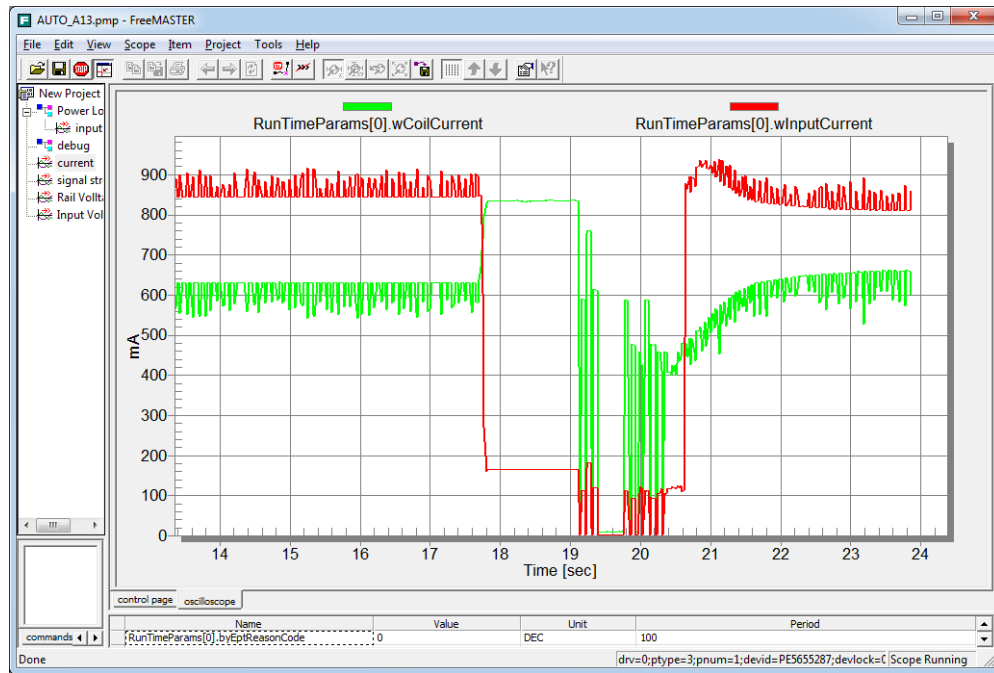 AUTO_A13.pmp - FreeMASTER
File Edit View Scope Item Project Tools Help
New Project
Power Lo
input
debug
current
signal str
Rail Vollt
Input Vol
RunTimeParams[0].wCoilCurrent
RunTimeParams[0].wInputCurrent
900
800
700
600
500
400
300
200
100
0
mA
14 15 16 17 18 19 20 21 22 23 24
Time [sec]
control page oscilloscope
commands
Name Value Unit Period
RunTimeParams[0].byEptReasonCode 0 DEC 100
Done
drv=0;ptype=3;pnum=1;devid=PE5655287;devlock=0 Scope Running